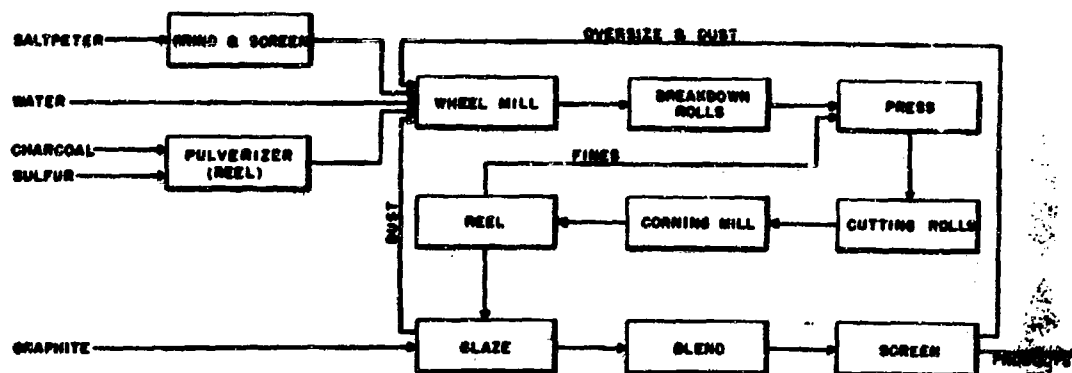 SALTPETER
GRIND & SCREEN
OVERSIZE & DUST
WATER
WHEEL MILL
BREAKDOWN
ROLLS
PRESS
CHARCOAL
SULFUR
PULVERIZER
(REEL)
FINES
DUST
REEL
CORNING MILL
CUTTING ROLLS
GRAPHITE
GLAZE
BLEND
SCREEN
PRODUCTS